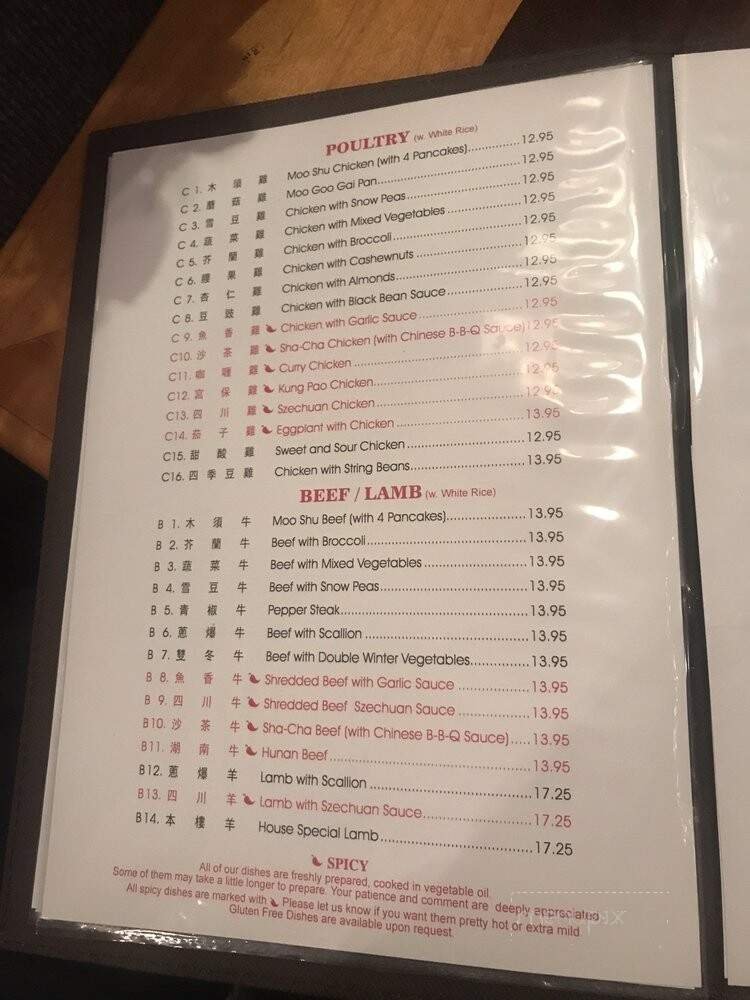 POULTRY (w. White Rice)
C 1. 木須雞 Moo Shu Chicken (with 4 Pancakes)..............12.95
C 2. 蘑菇雞 Moo Goo Gai Pan..............12.95
C 3. 雪豆雞 Chicken with Snow Peas..............12.95
C 4. 蔬菜雞 Chicken with Mixed Vegetables..............12.95
C 5. 芥蘭雞 Chicken with Broccoli..............12.95
C 6. 腰果雞 Chicken with Cashewnuts..............12.95
C 7. 杏仁雞 Chicken with Almonds..............12.95
C 8. 豆豉雞 Chicken with Black Bean Sauce..............12.95
C 9. 魚香雞 Chicken with Garlic Sauce..............12.95
C10. 沙茶雞 Sha-Cha Chicken (with Chinese B-B-Q Sauce)12.95
C11. 咖喱雞 Curry Chicken..............12.95
C12. 宮保雞 Kung Pao Chicken..............12.95
C13. 四川雞 Szechuan Chicken..............12.95
C14. 茄子雞 Eggplant with Chicken..............13.95
C15. 甜酸雞 Sweet and Sour Chicken..............12.95
C16. 四季豆雞 Chicken with String Beans..............13.95
BEEF / LAMB (w. White Rice)
B 1. 木須牛 Moo Shu Beef (with 4 Pancakes)..............13.95
B 2. 芥蘭牛 Beef with Broccoli..............13.95
B 3. 蔬菜牛 Beef with Mixed Vegetables..............13.95
B 4. 雪豆牛 Beef with Snow Peas..............13.95
B 5. 青椒牛 Pepper Steak..............13.95
B 6. 蔥爆牛 Beef with Scallion..............13.95
B 7. 雙冬牛 Beef with Double Winter Vegetables..............13.95
B 8. 魚香牛 Shredded Beef with Garlic Sauce..............13.95
B 9. 四川牛 Shredded Beef Szechuan Sauce..............13.95
B10. 沙茶牛 Sha-Cha Beef (with Chinese B-B-Q Sauce).....13.95
B11. 湖南牛 Hunan Beef..............13.95
B12. 蔥爆羊 Lamb with Scallion..............17.25
B13. 四川羊 Lamb with Szechuan Sauce..............17.25
B14. 本樓羊 House Special Lamb..............17.25
SPICY
All of our dishes are freshly prepared, cooked in vegetable oil.
Some of them may take a little longer to prepare. Your patience and comment are deeply appreciated
All spicy dishes are marked with Please let us know if you want them pretty hot or extra mild.
Gluten Free Dishes are available upon request.